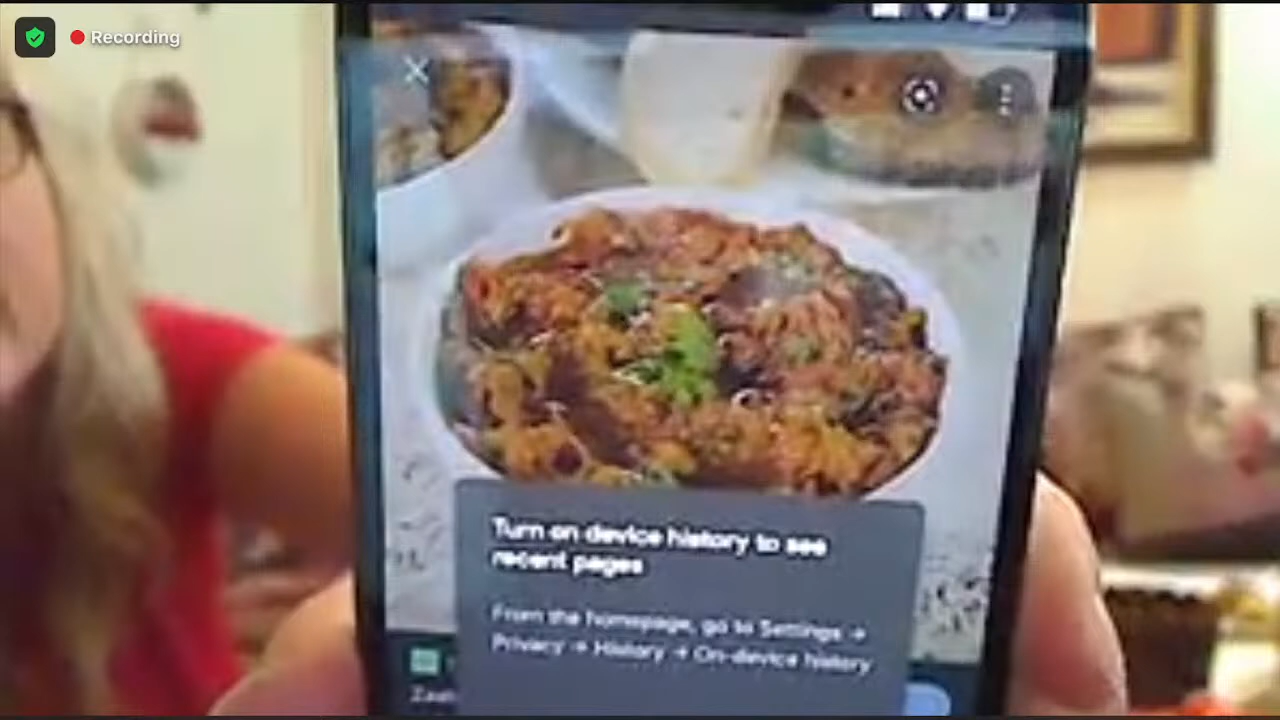 Recording
Turn on device history to see
recent pages
From the homepage, go to Settings →
Privacy → History → On-device history